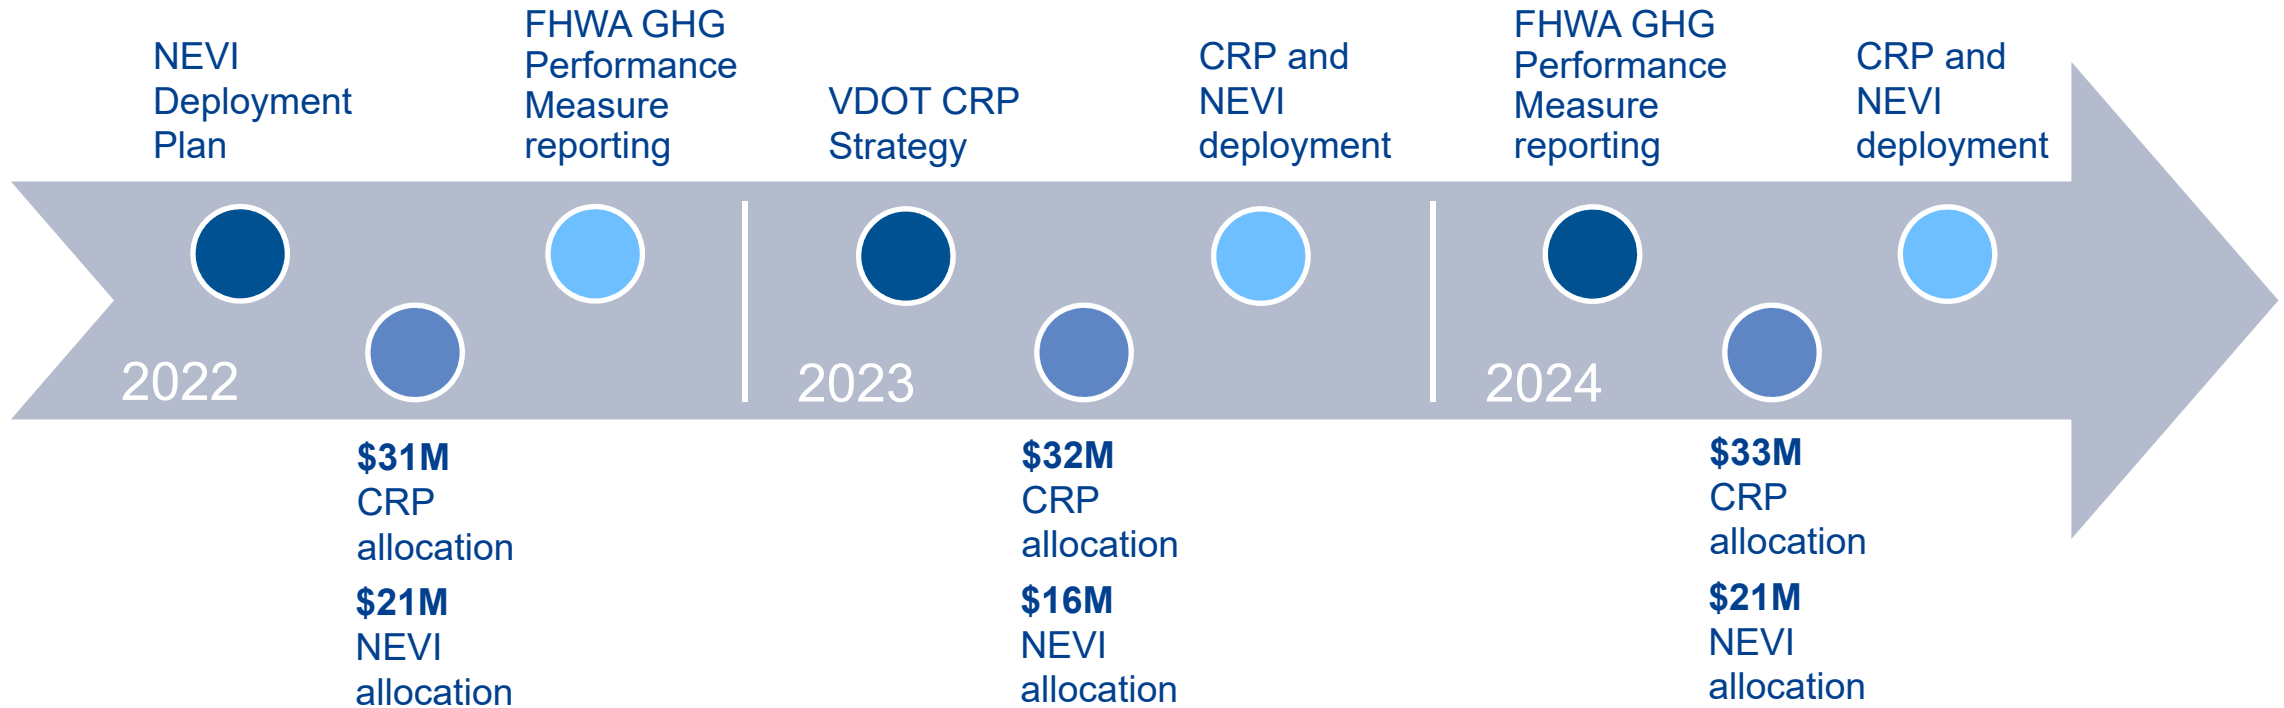 NEVI
Deployment
Plan
FHWA GHG
Performance
Measure
reporting
VDOT CRP
Strategy
CRP and
NEVI
deployment
FHWA GHG
Performance
Measure
reporting
CRP and
NEVI
deployment
2022
2023
2024
$31M
CRP
allocation
$21M
NEVI
allocation
$32M
CRP
allocation
$16M
NEVI
allocation
$33M
CRP
allocation
$21M
NEVI
allocation